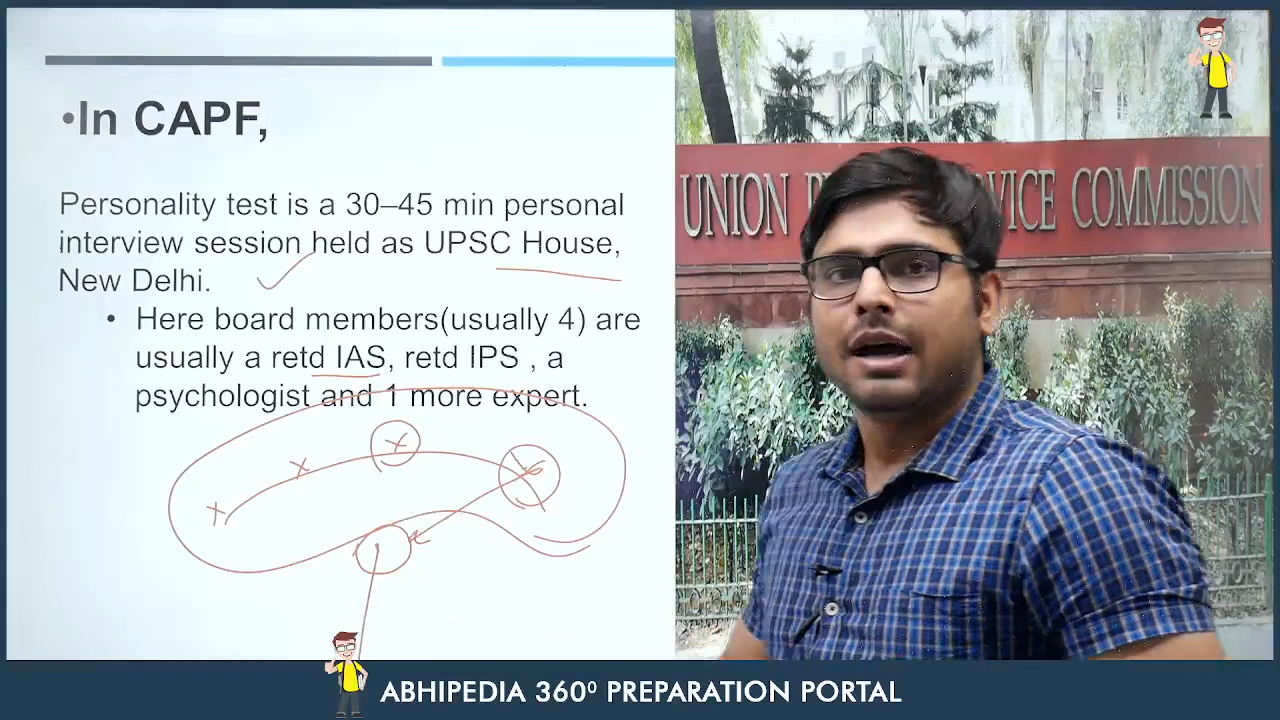 •In CAPF,
Personality test is a 30–45 min personal
interview session held as UPSC House,
New Delhi.
• Here board members(usually 4) are
usually a retd IAS, retd IPS , a
psychologist and 1 more expert.
UNION P VICE COMMISSION
ABHIPEDIA 360⁰ PREPARATION PORTAL